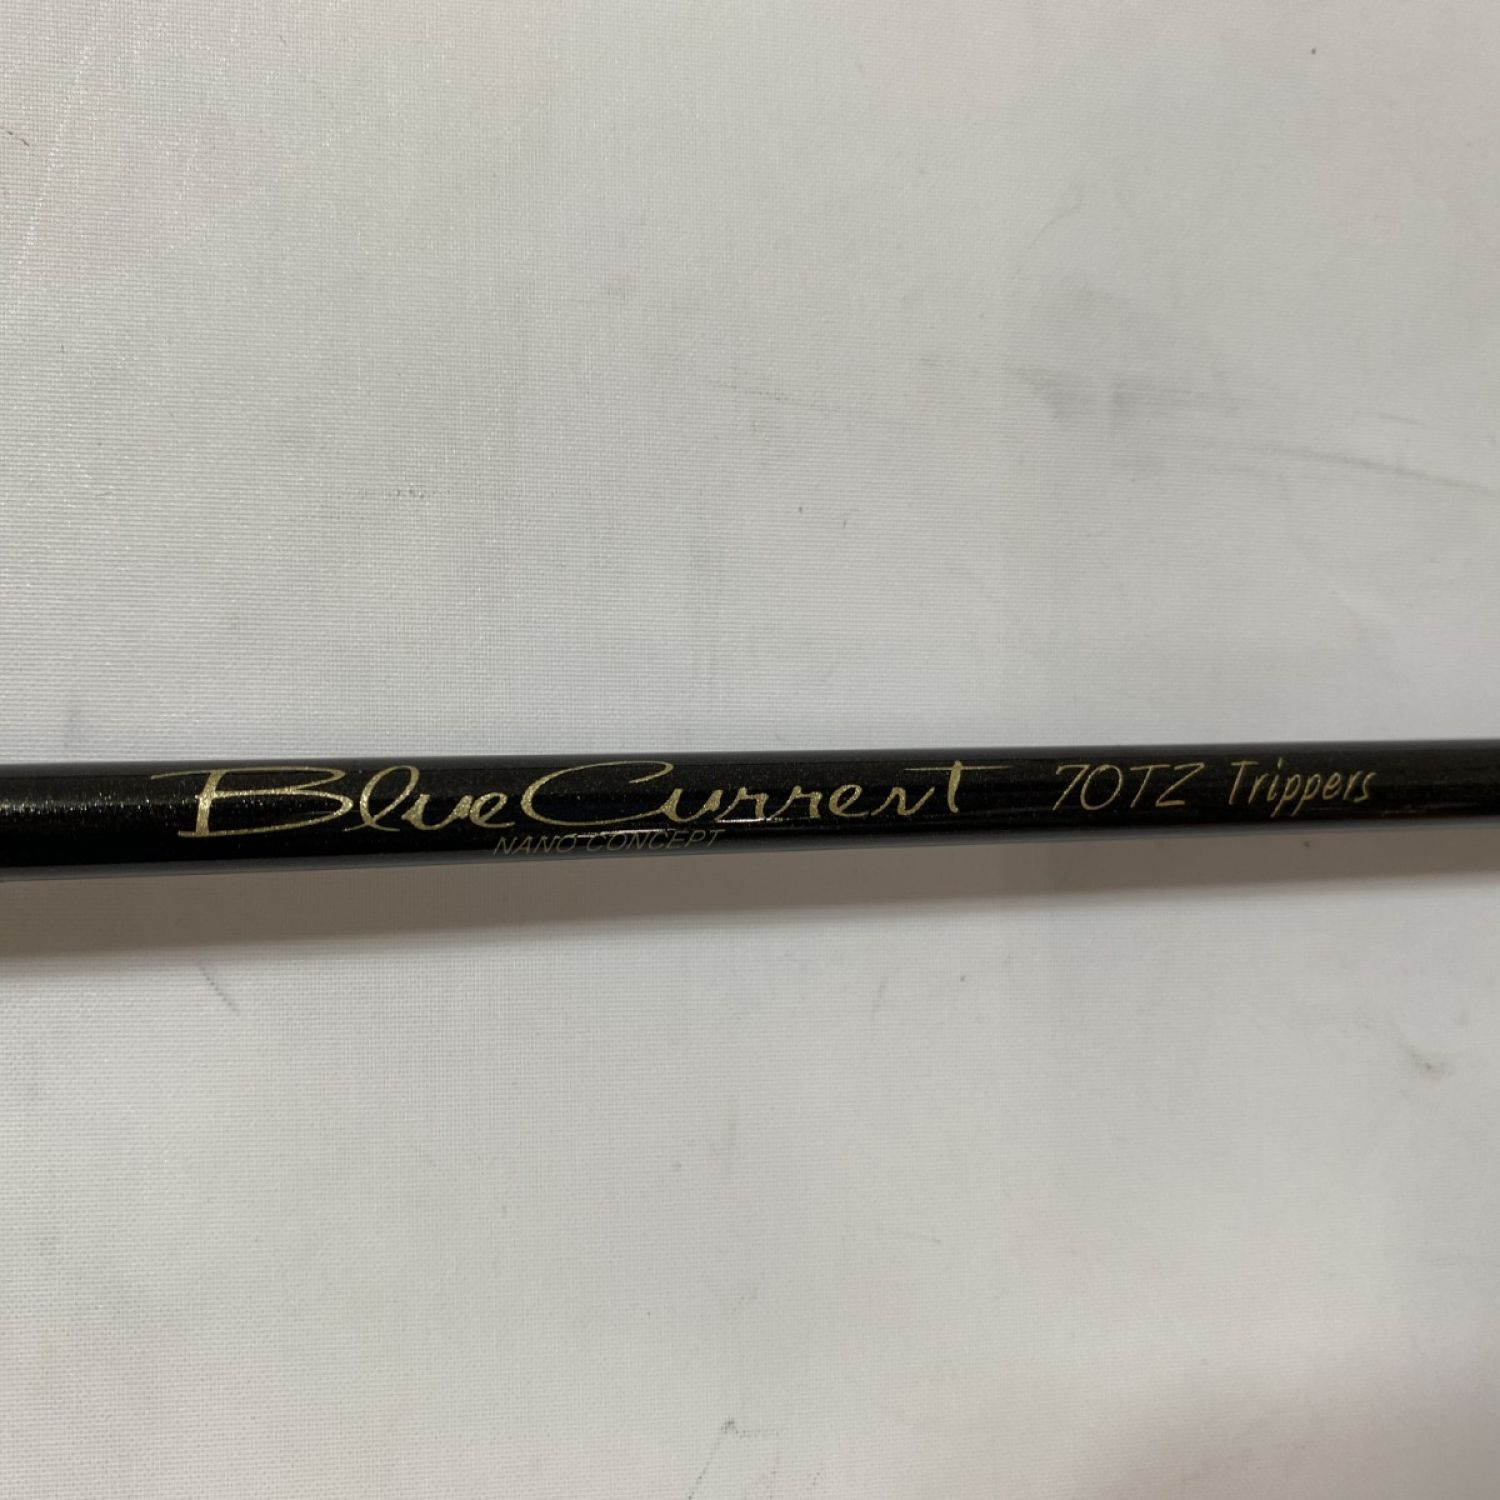 BlueCurrent 70TZ Trippers
NANO CONCEPT